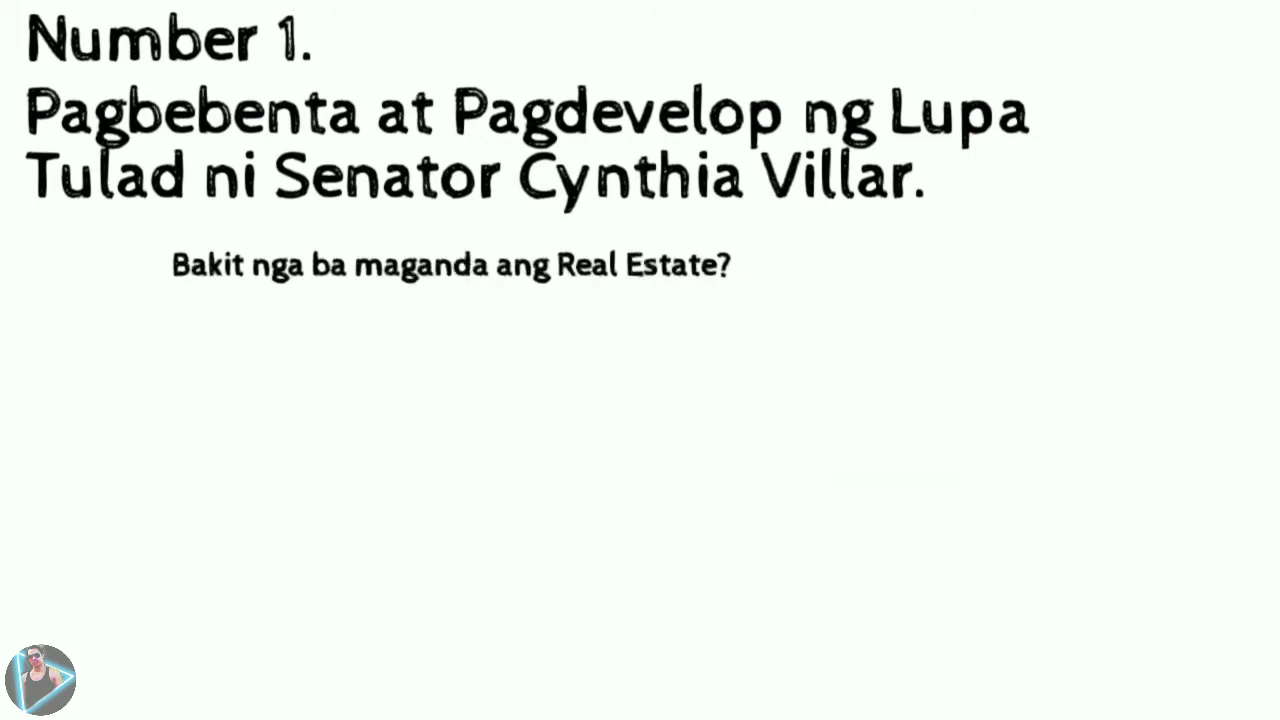 Number 1.
Pagbebenta at Pagdevelop ng Lupa
Tulad ni Senator Cynthia Villar.
Bakit nga ba maganda ang Real Estate?